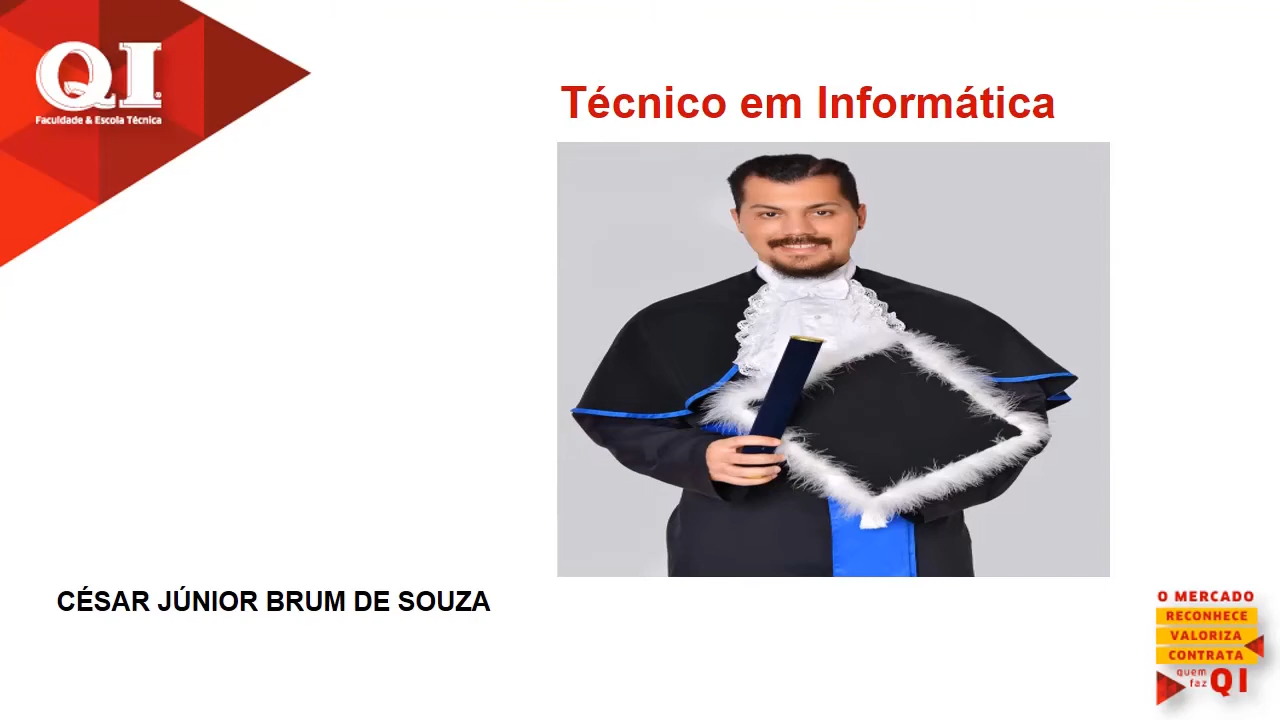 QI
Faculdade & Escola Técnica
Técnico em Informática
CÉSAR JÚNIOR BRUM DE SOUZA
O MERCADO
RECONHECE
VALORIZA
CONTRATA
quem
faz QI